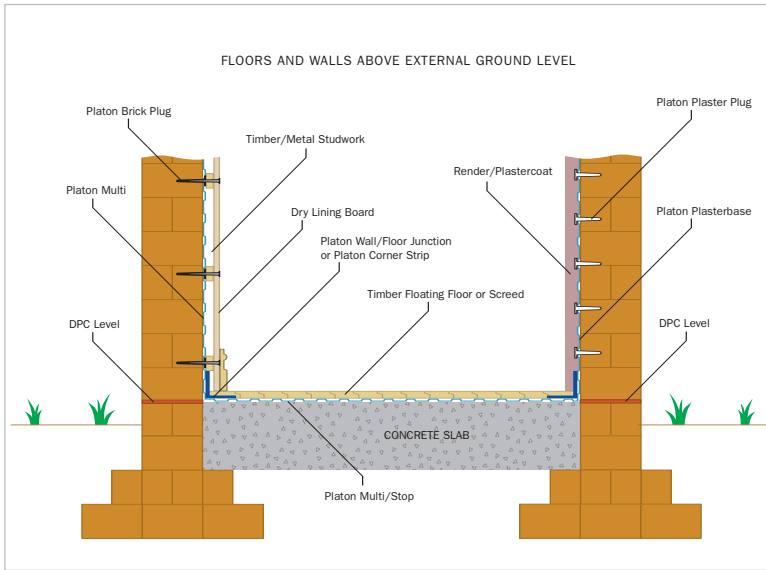 FLOORS AND WALLS ABOVE EXTERNAL GROUND LEVEL
Platon Brick Plug
Timber/Metal Studwork
Platon Multi
Dry Lining Board
Platon Wall/Floor Junction
or Platon Corner Strip
Timber Floating Floor or Screed
DPC Level
Platon Plaster Plug
Render/Plastercoat
Platon Plasterbase
DPC Level
CONCRETE SLAB
Platon Multi/Stop